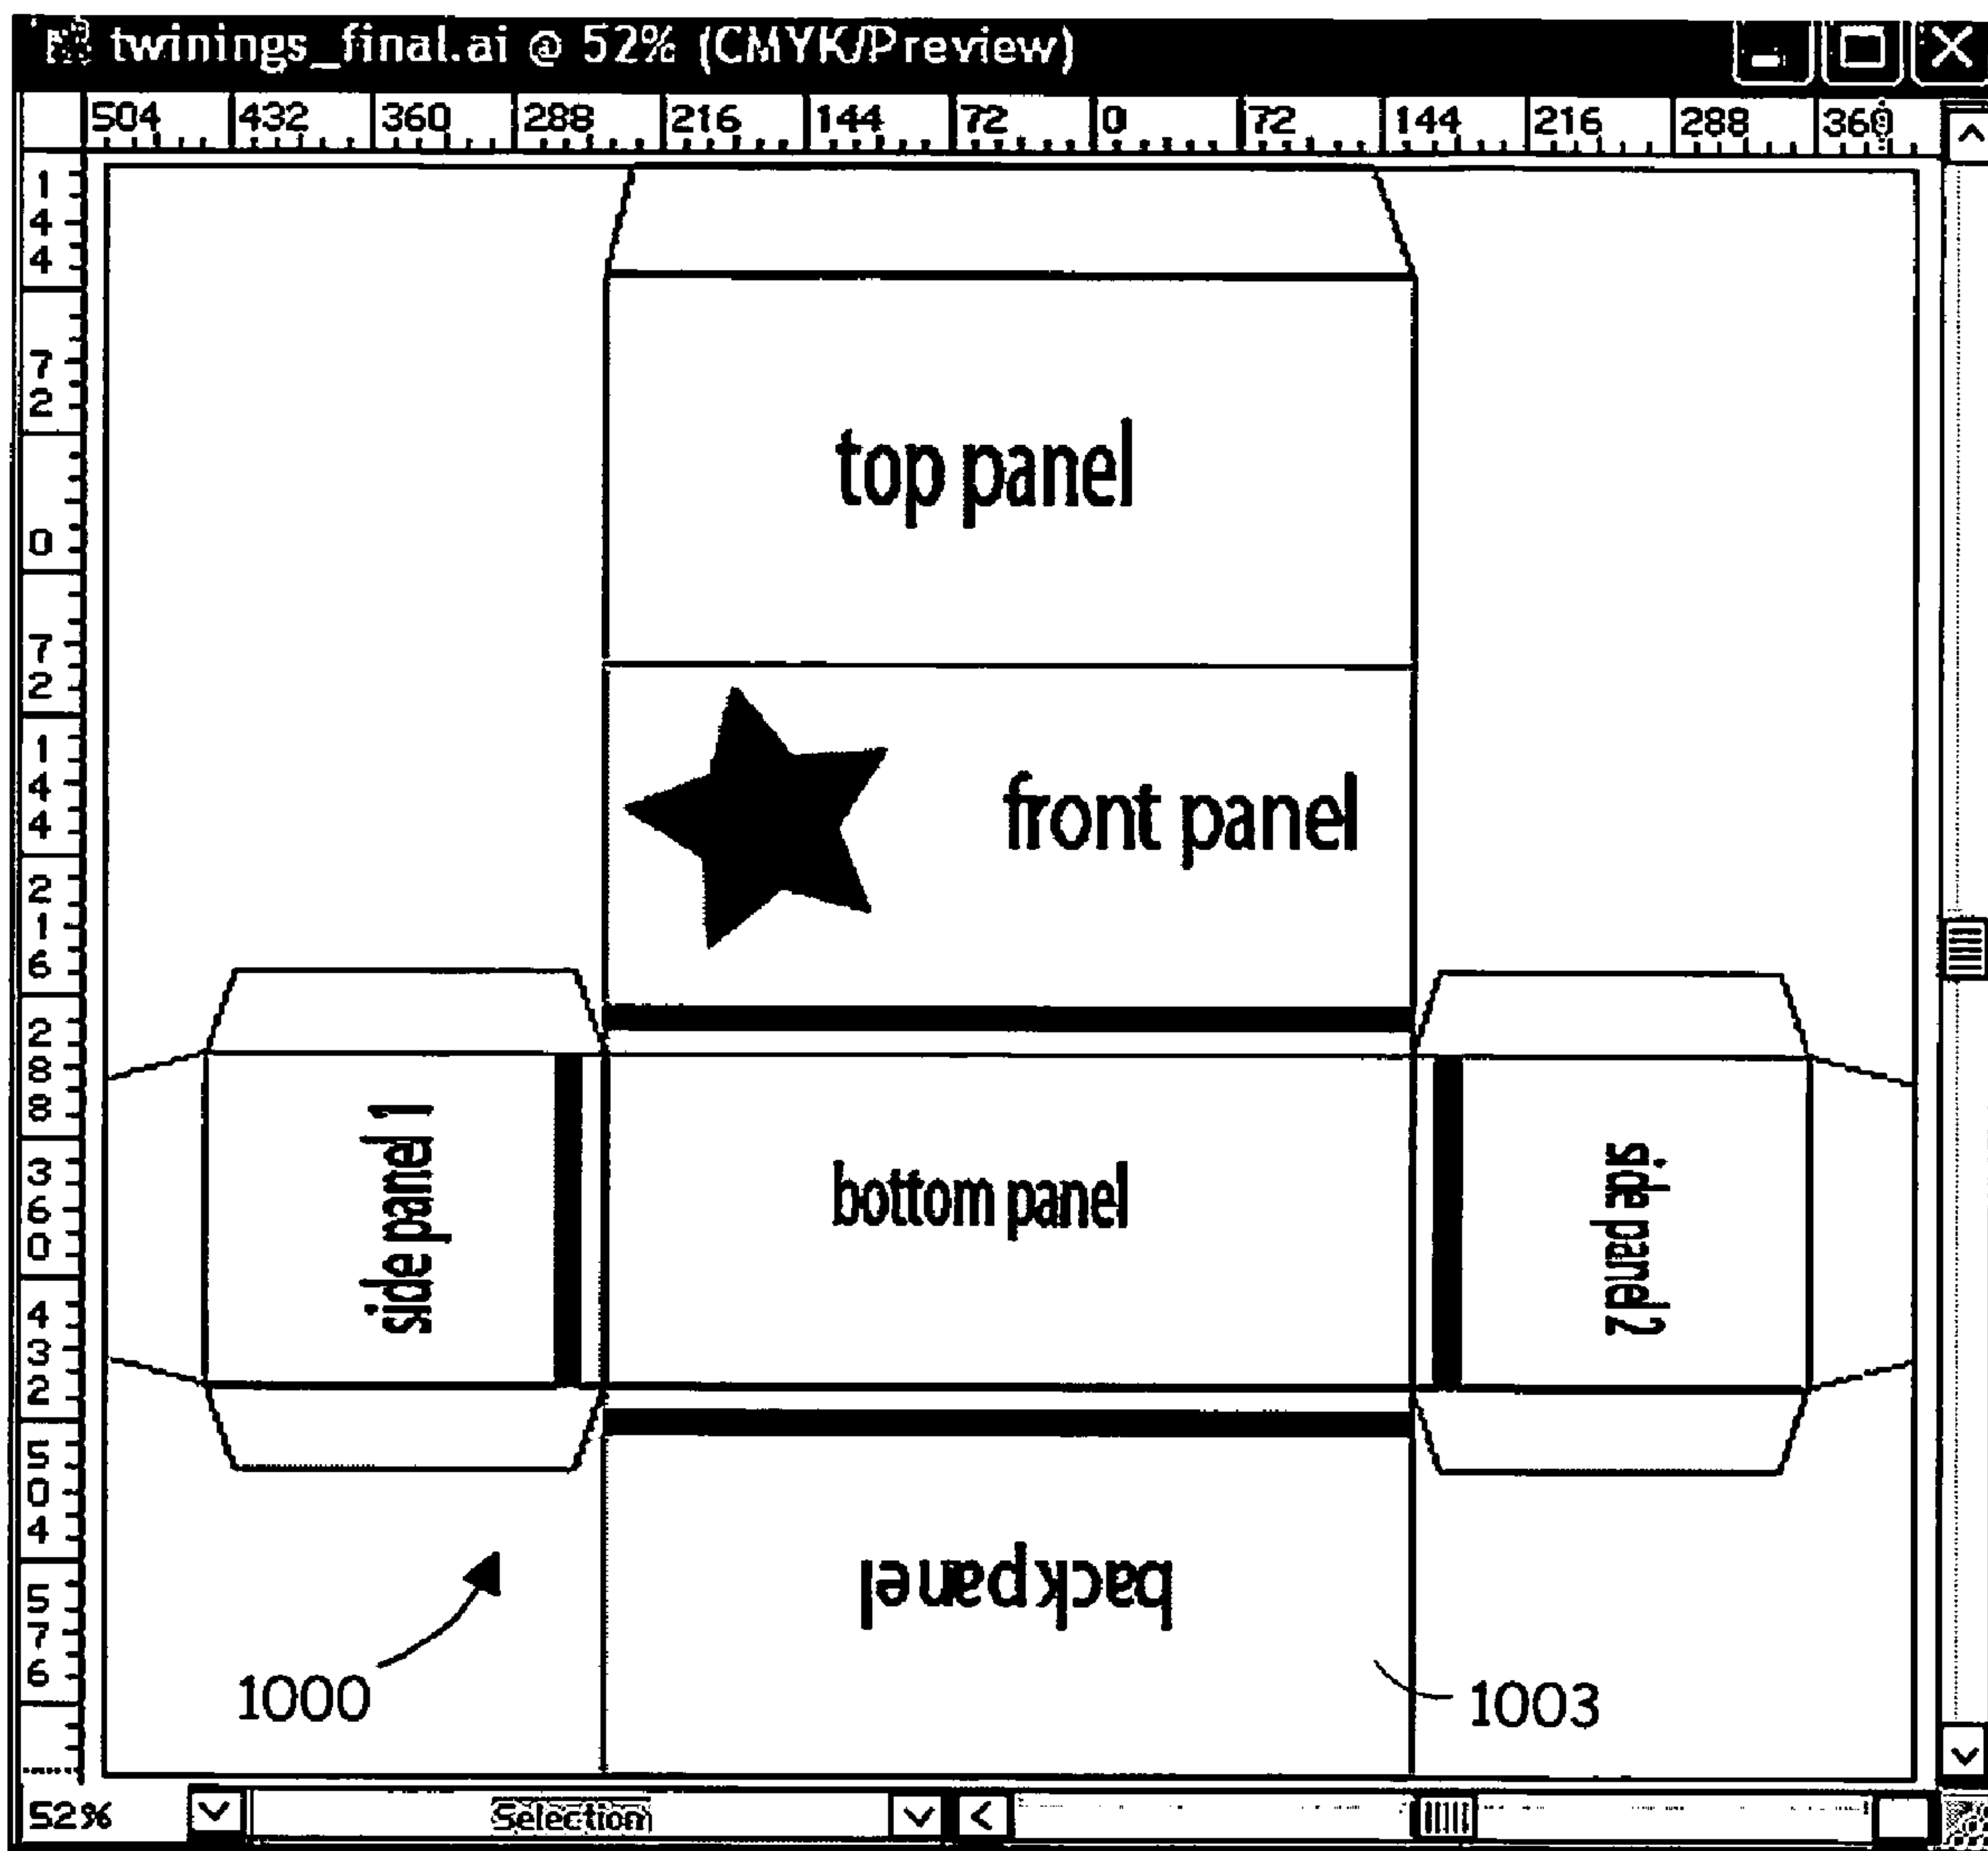 twinings_final.ai @ 52% (CMYK/Preview)
504 432 360 288 216 144 72 0 72 144 216 288 360
144
72
0
72
144
216
288
360
432
504
576
top panel
front panel
side panel 1
bottom panel
side panel 2
back panel
1000
1003
52%
Selection